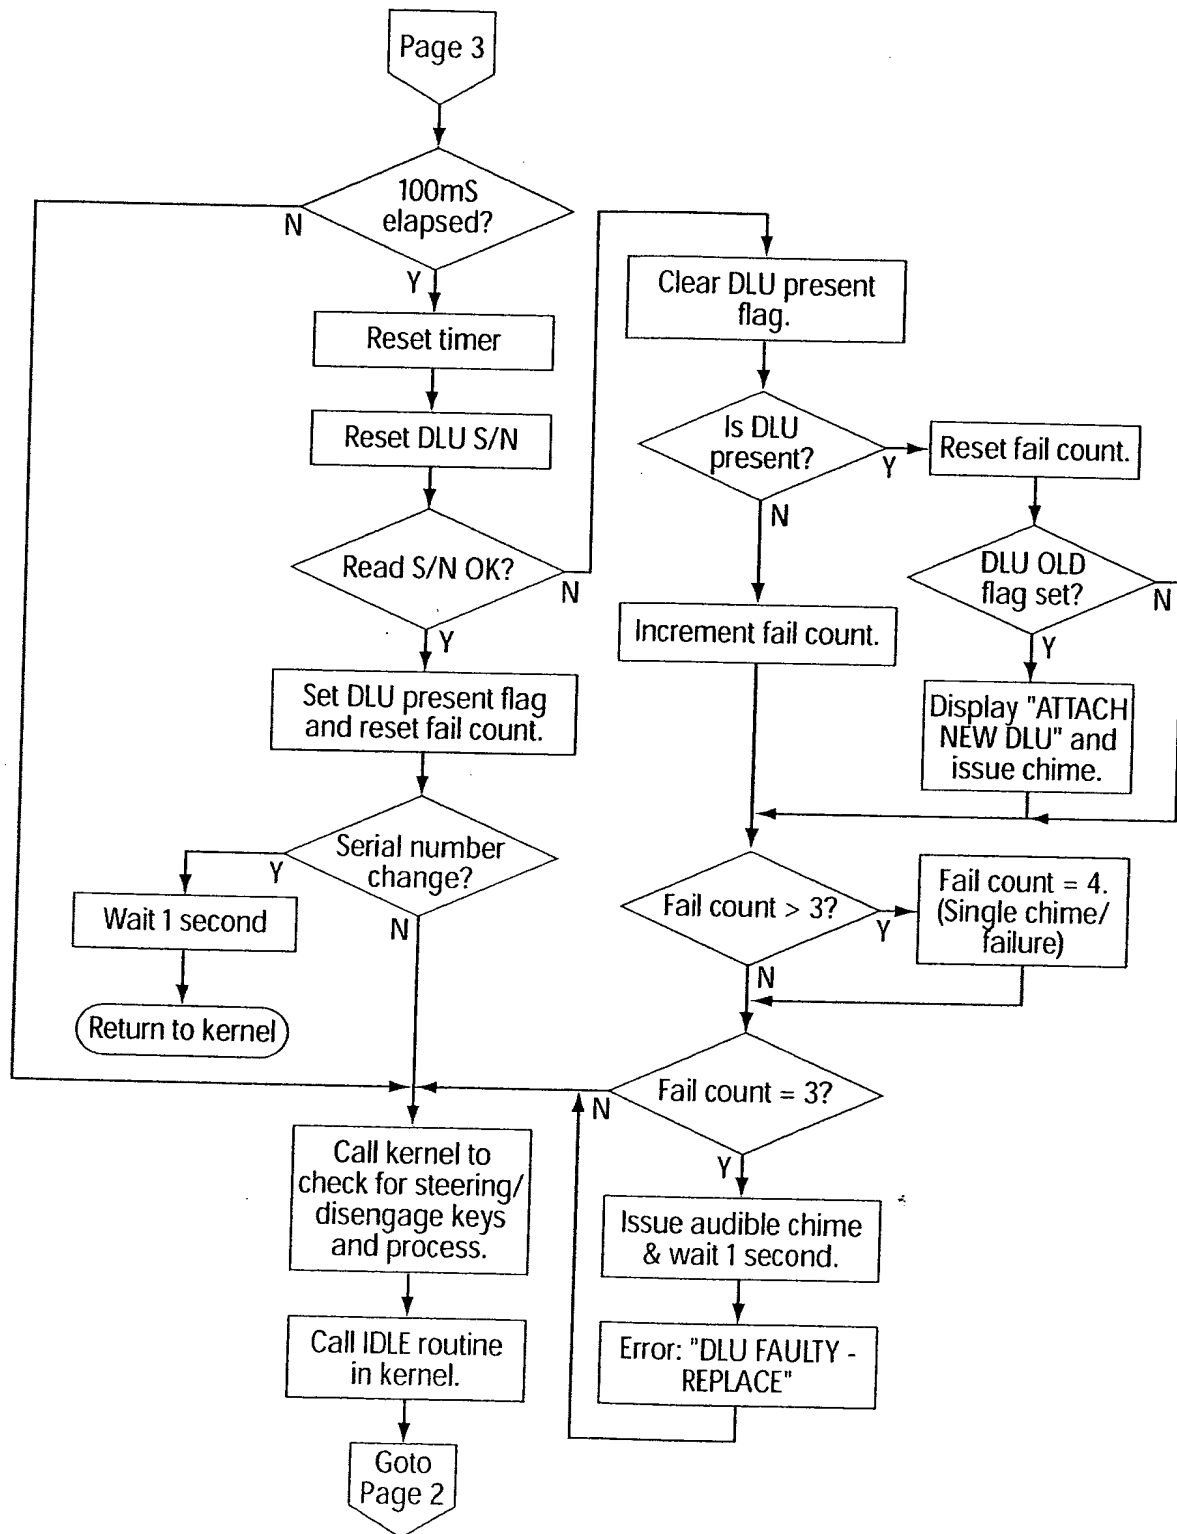 Page 3
100mS
elapsed?
N
Y
Reset timer
Reset DLU S/N
Read S/N OK?
N
Y
Set DLU present flag
and reset fail count.
Serial number
change?
Y
N
Wait 1 second
Return to kernel
Clear DLU present
flag.
Is DLU
present?
Y
N
Reset fail count.
DLU OLD
flag set?
N
Y
Increment fail count.
Display "ATTACH
NEW DLU" and
issue chime.
Fail count > 3?
Y
N
Fail count = 4.
(Single chime/
failure)
Fail count = 3?
N
Y
Issue audible chime
& wait 1 second.
Error: "DLU FAULTY -
REPLACE"
Call kernel to
check for steering/
disengage keys
and process.
Call IDLE routine
in kernel.
Goto
Page 2